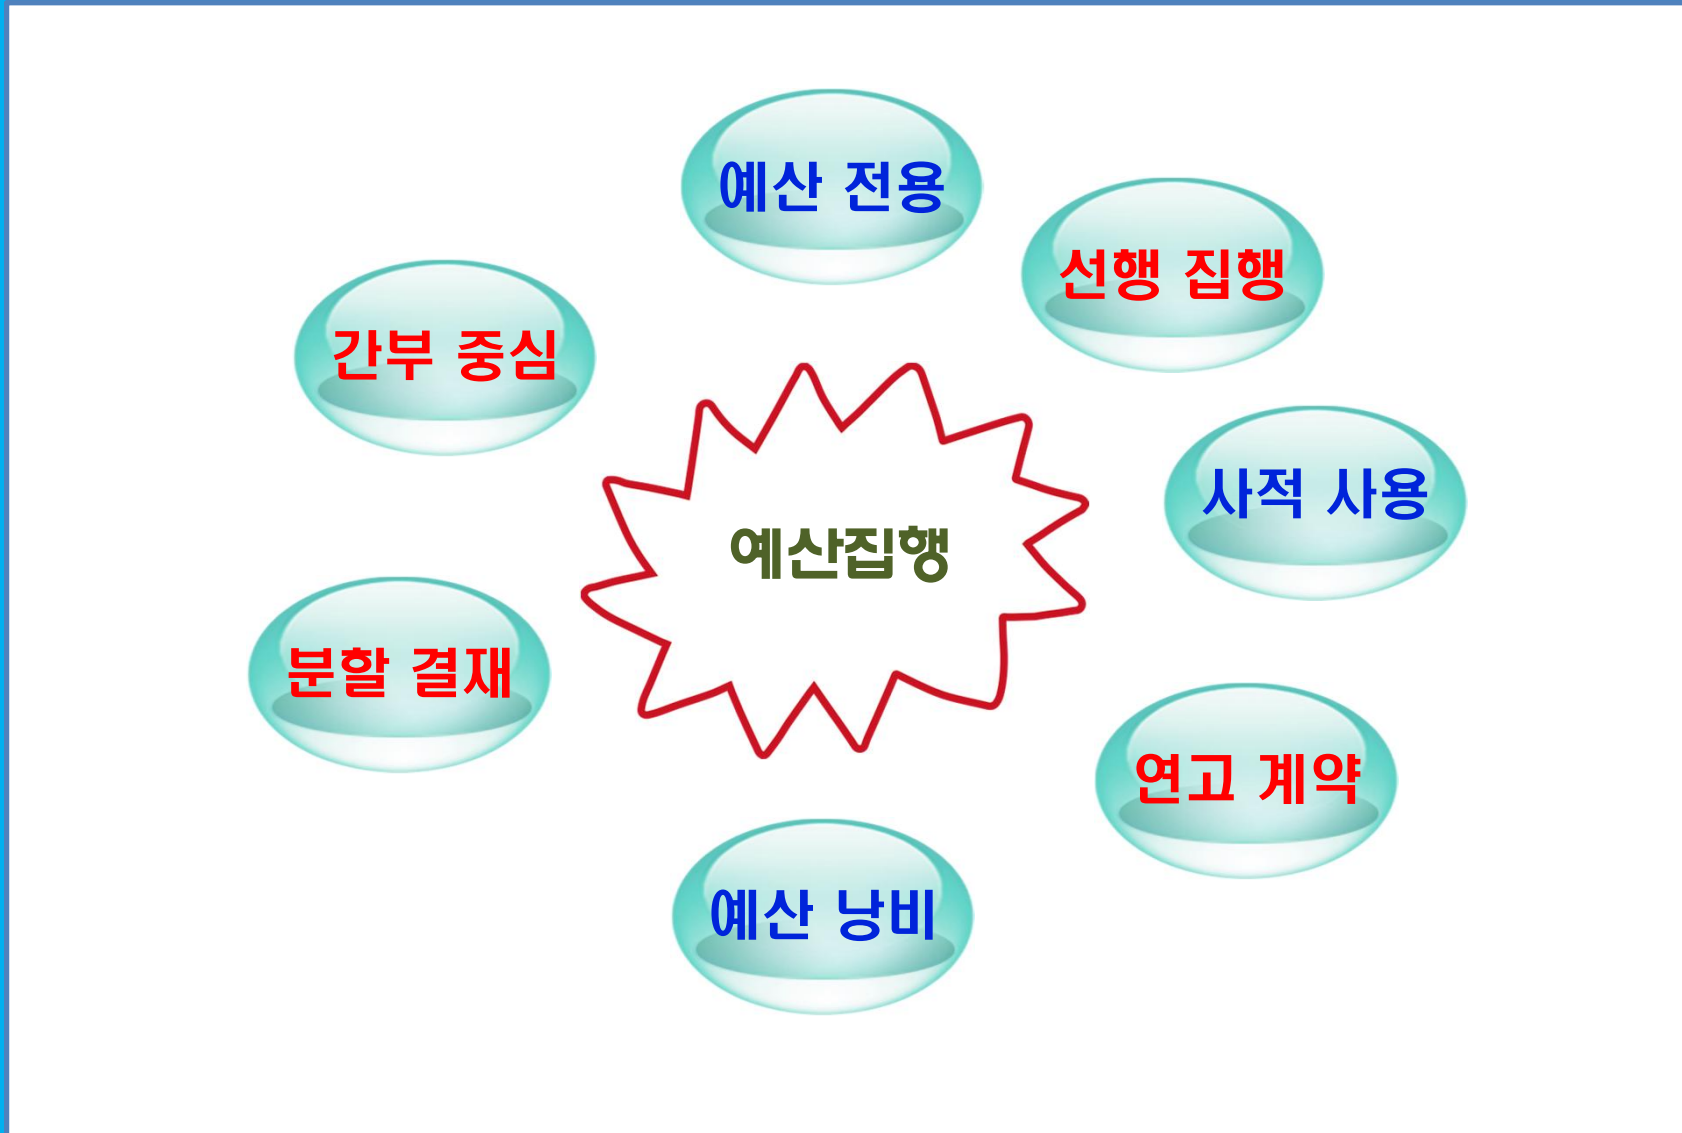 예산 전용
선행 집행
간부 중심
사적 사용
예산집행
분할 결재
연고 계약
예산 낭비